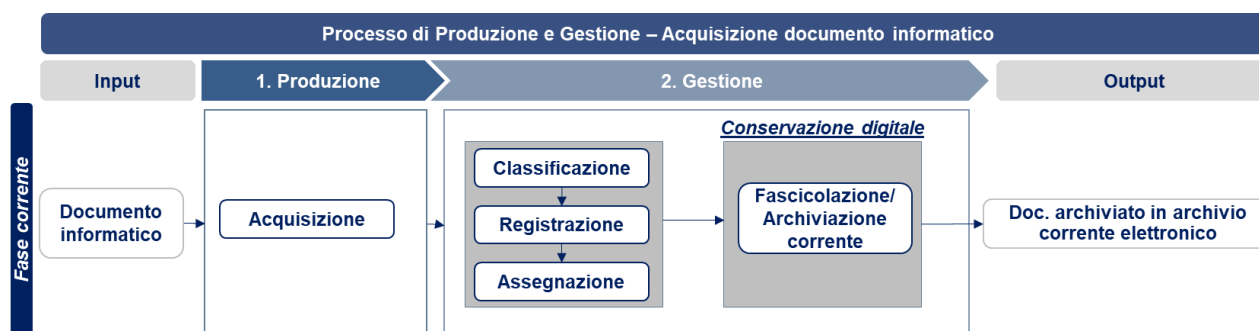 Processo di Produzione e Gestione – Acquisizione documento informatico
Input
1. Produzione
2. Gestione
Output
Fase corrente
Documento
informatico
Acquisizione
Classificazione
Registrazione
Assegnazione
Conservazione digitale
Fascicolazione/
Archiviazione
corrente
Doc. archiviato in archivio
corrente elettronico